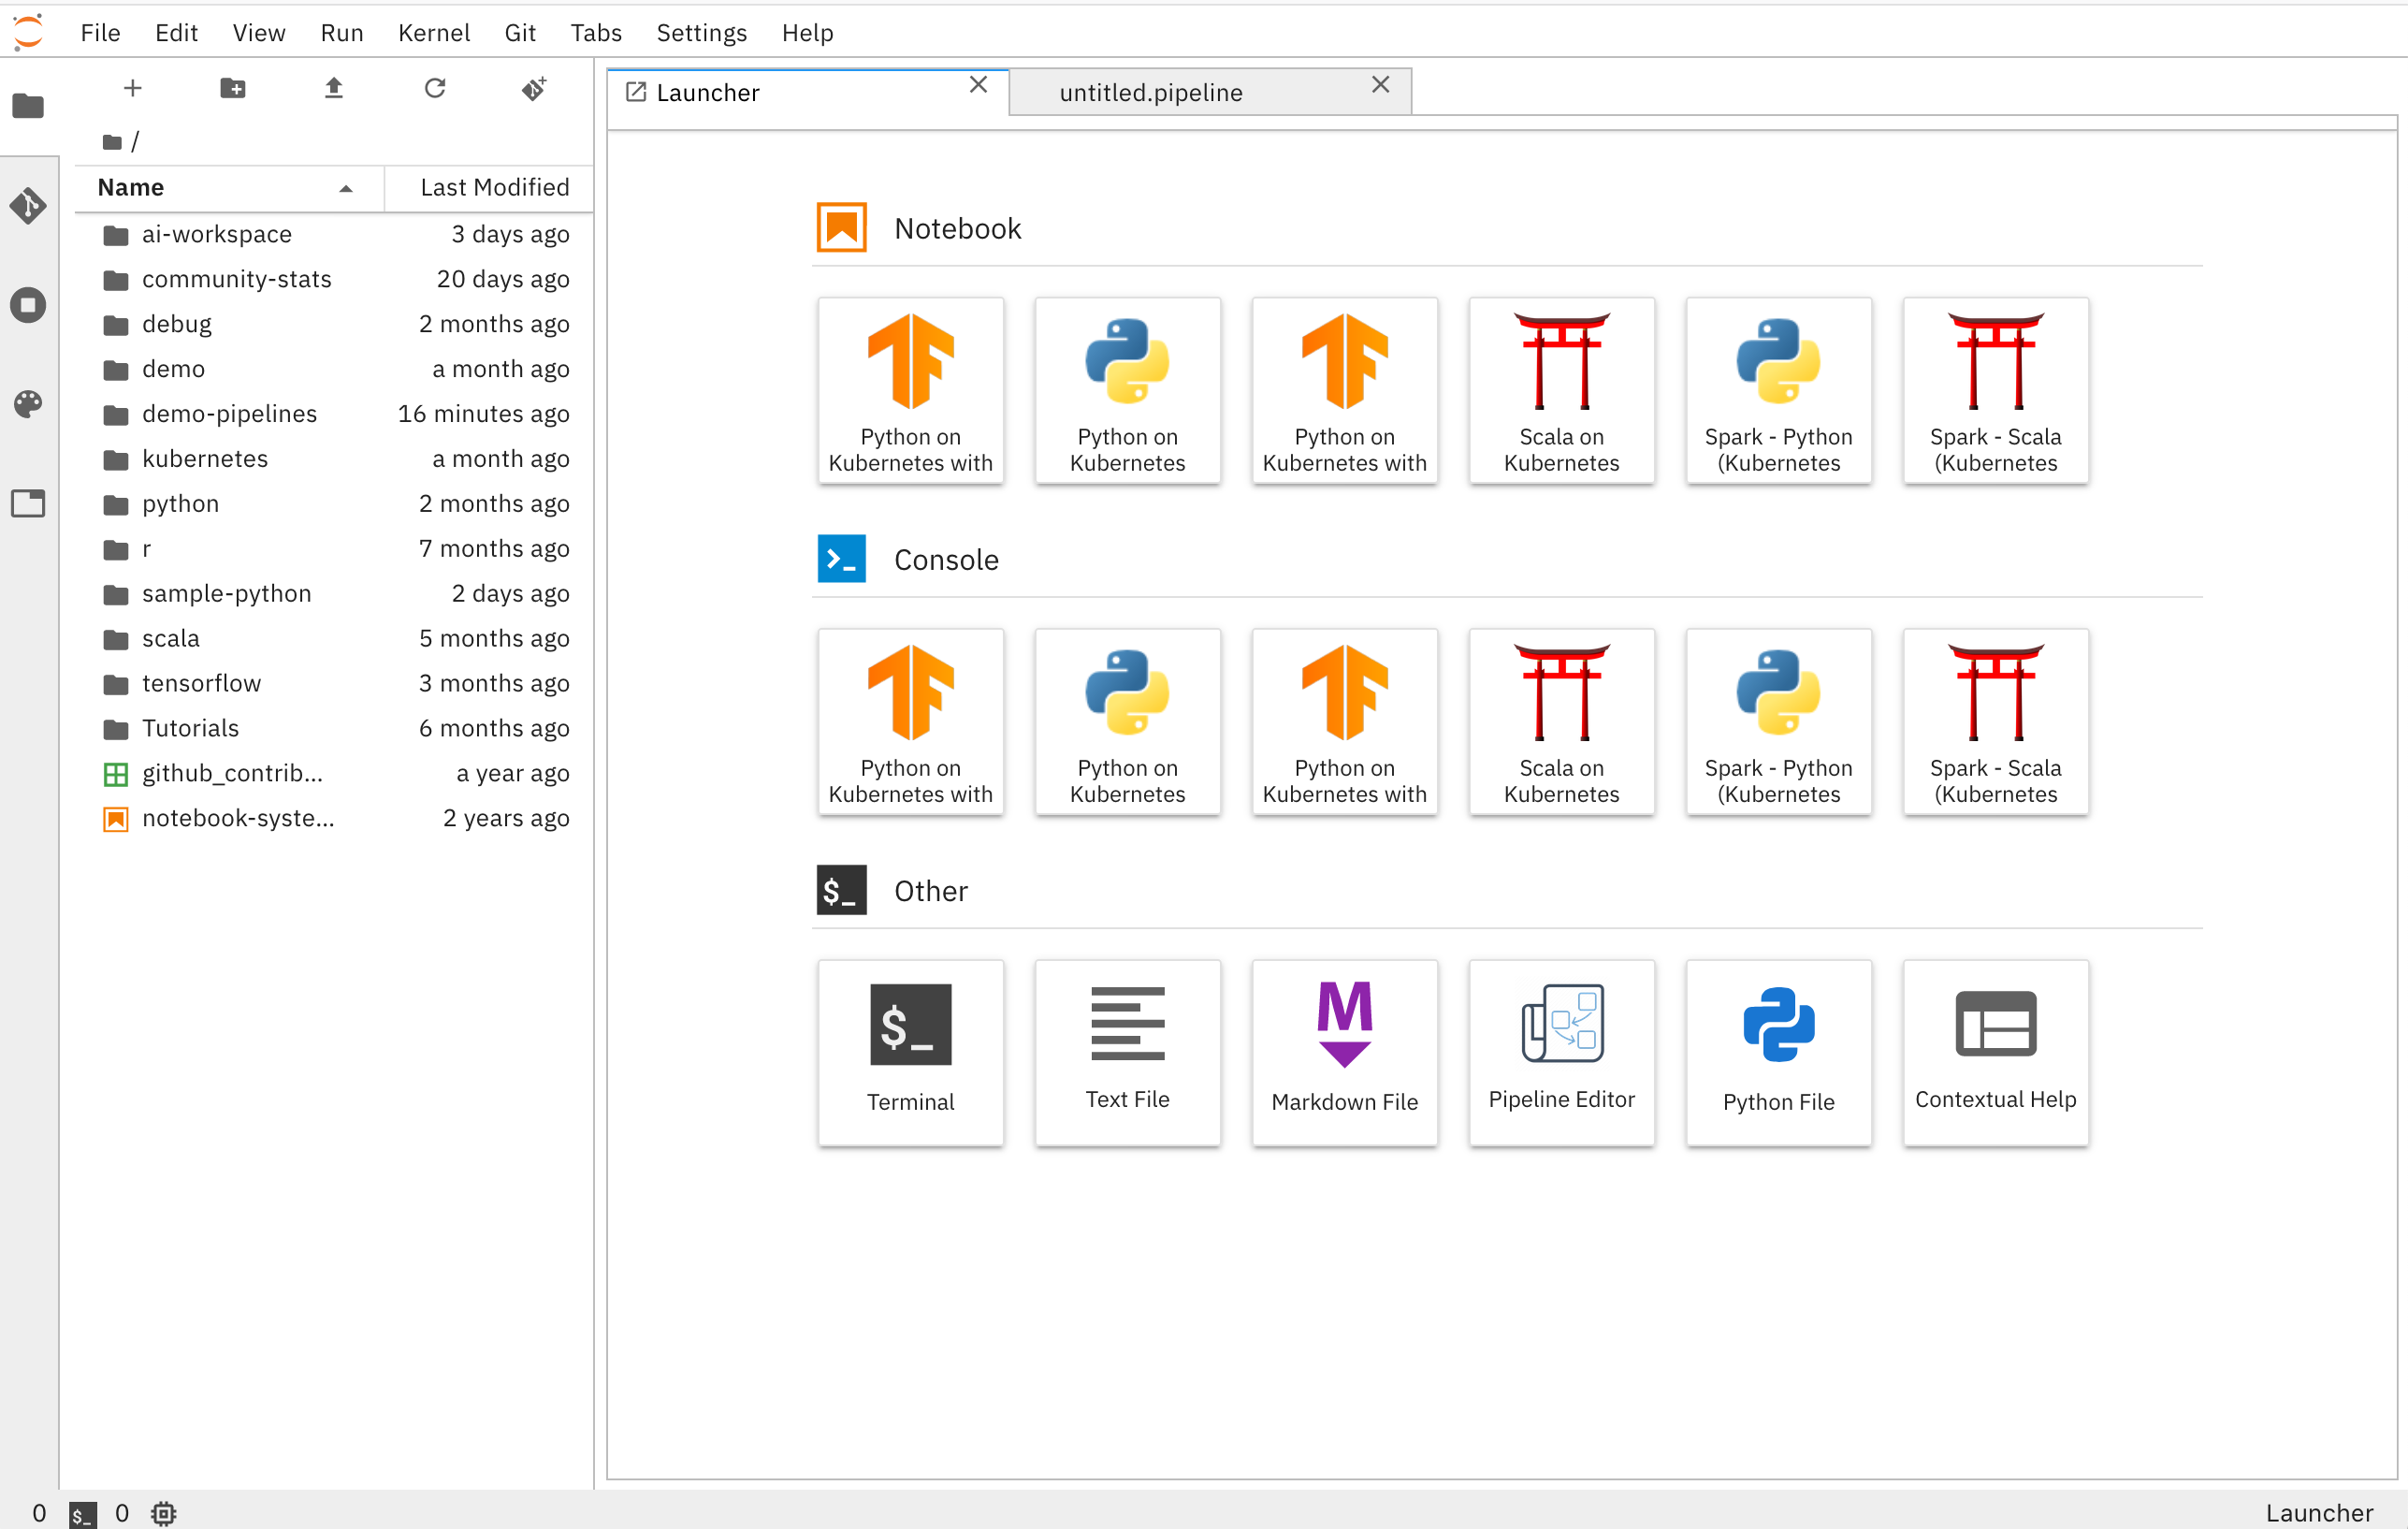 File Edit View Run Kernel Git Tabs Settings Help
Launcher
untitled.pipeline
/
Name Last Modified
ai-workspace 3 days ago
community-stats 20 days ago
debug 2 months ago
demo a month ago
demo-pipelines 16 minutes ago
kubernetes a month ago
python 2 months ago
r 7 months ago
sample-python 2 days ago
scala 5 months ago
tensorflow 3 months ago
Tutorials 6 months ago
github_contrib... a year ago
notebook-syste... 2 years ago
Notebook
Python on
Kubernetes with
Python on
Kubernetes
Python on
Kubernetes with
Scala on
Kubernetes
Spark - Python
(Kubernetes
Spark - Scala
(Kubernetes
Console
Python on
Kubernetes with
Python on
Kubernetes
Python on
Kubernetes with
Scala on
Kubernetes
Spark - Python
(Kubernetes
Spark - Scala
(Kubernetes
$_ Other
$_
Terminal
Text File
M
Markdown File
Pipeline Editor
Python File
Contextual Help
0 $_ 0
Launcher